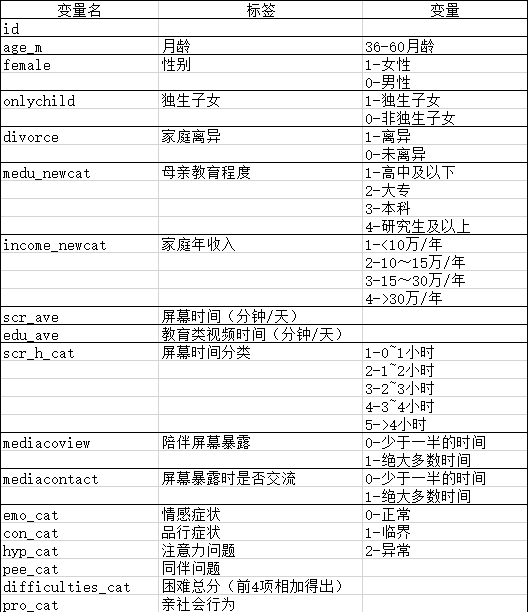 变量名 标签 变量
id
age_m 月龄 36-60月龄
female 性别 1-女性
0-男性
onlychild 独生子女 1-独生子女
0-非独生子女
divorce 家庭离异 1-离异
0-未离异
medu_newcat 母亲教育程度 1-高中及以下
2-大专
3-本科
4-研究生及以上
income_newcat 家庭年收入 1-<10万/年
2-10～15万/年
3-15～30万/年
4->30万/年
scr_ave 屏幕时间（分钟/天）
edu_ave 教育类视频时间（分钟/天）
scr_h_cat 屏幕时间分类 1-0~1小时
2-1~2小时
3-2~3小时
4-3~4小时
5->4小时
mediacoview 陪伴屏幕暴露 0-少于一半的时间
1-绝大多数时间
mediacontact 屏幕暴露时是否交流 0-少于一半的时间
1-绝大多数时间
emo_cat 情感症状 0-正常
con_cat 品行症状 1-临界
hyp_cat 注意力问题 2-异常
pee_cat 同伴问题
difficulties_cat 困难总分（前4项相加得出）
pro_cat 亲社会行为